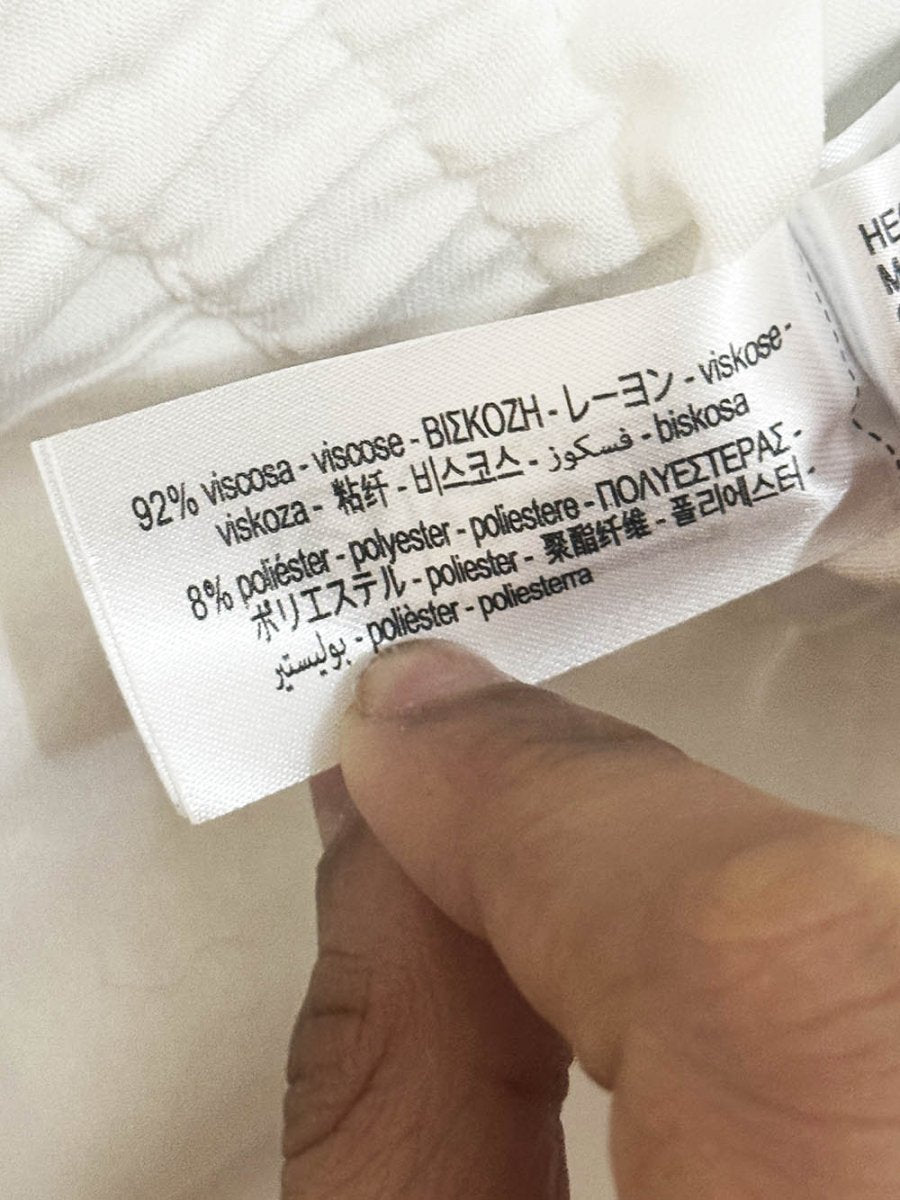 92% viscosa - viscose - ΒΙΣΚΟΖΗ - レーヨン - viskose -
viskoza - 粘纤 - 비스코스 - فسكوز - biskosa
8% poliéster - polyester - poliestere - ΠΟΛΥΕΣΤΕΡΑΣ -
ポリエステル - poliester - 聚酯纤维 - 폴리에스터 -
بوليستير - polièster - poliesterra